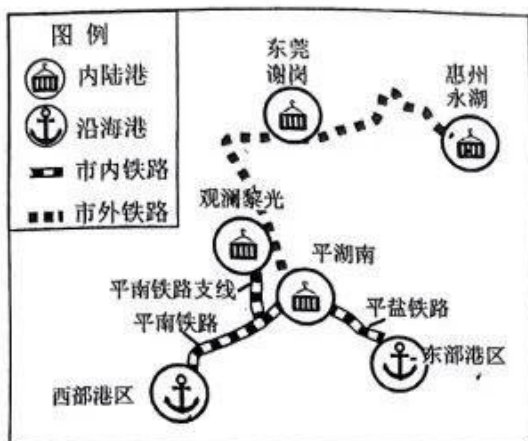 图例
内陆港
沿海港
市内铁路
市外铁路
东莞
谢岗
惠州
永湖
观澜黎光
平湖南
平南铁路支线
平盐铁路
平南铁路
东部港区
西部港区